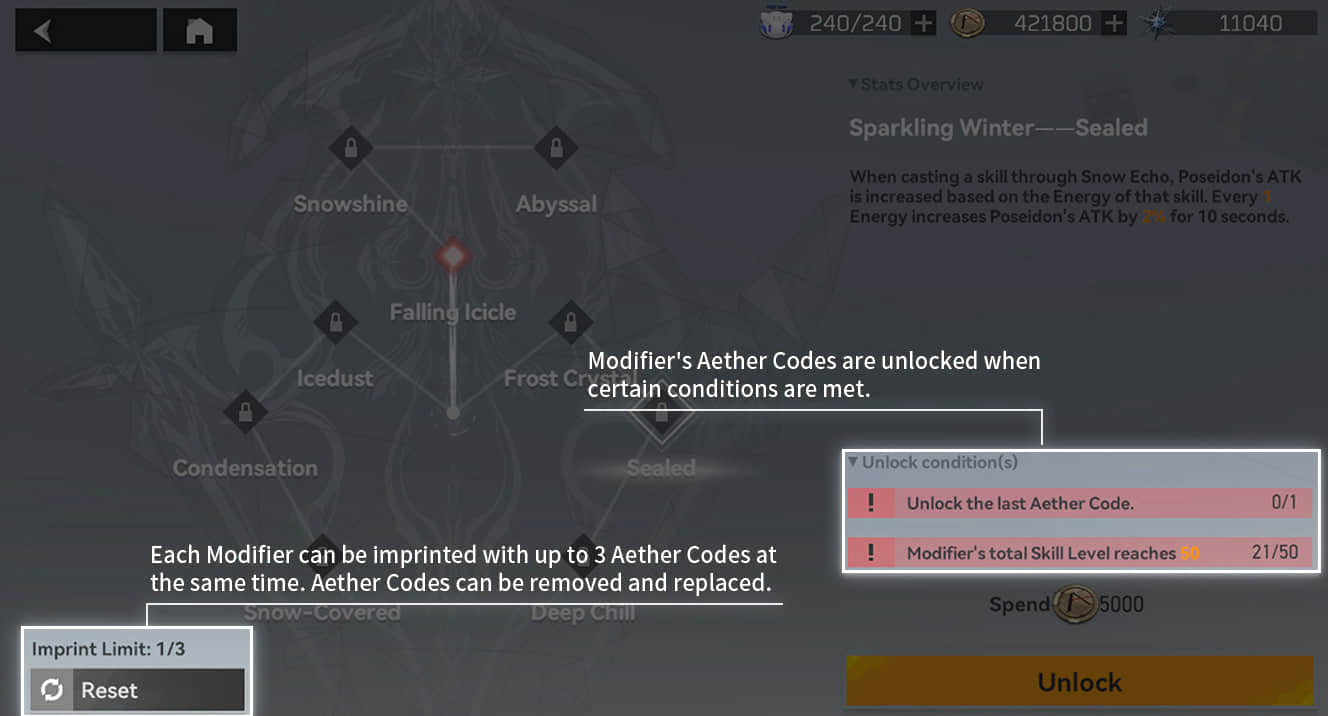 240/240
421800
11040
Stats Overview
Sparkling Winter——Sealed
When casting a skill through Snow Echo, Poseidon's ATK
is increased based on the Energy of that skill. Every 1
Energy increases Poseidon's ATK by 2% for 10 seconds.
Snowshine
Abyssal
Falling Icicle
Icedust
Frost Crystal
Modifier's Aether Codes are unlocked when
certain conditions are met.
Condensation
Sealed
Unlock condition(s)
! Unlock the last Aether Code. 0/1
! Modifier's total Skill Level reaches 50 21/50
Each Modifier can be imprinted with up to 3 Aether Codes at
the same time. Aether Codes can be removed and replaced.
Snow-Covered
Deep Chill
Spend 5000
Imprint Limit: 1/3
Reset
Unlock